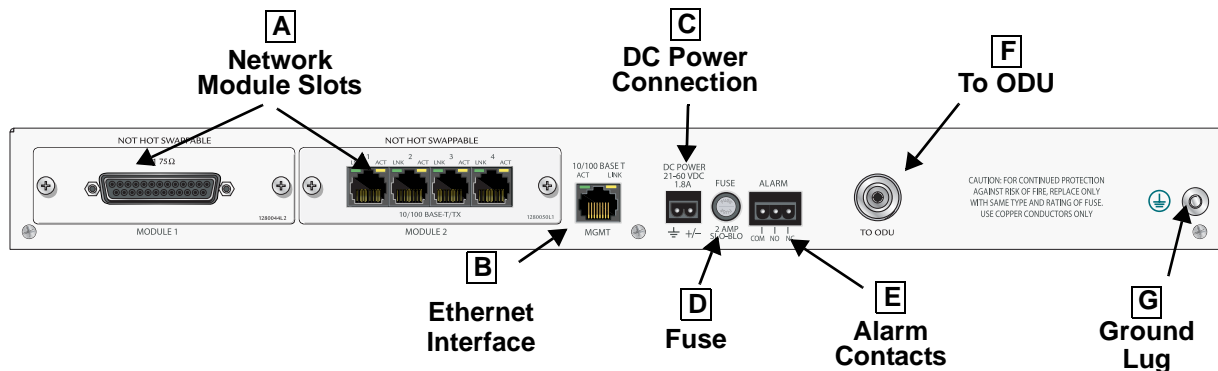 A
Network
Module Slots
C
DC Power
Connection
F
To ODU
NOT HOT SWAPPABLE
75Ω
1280044L2
MODULE 1
NOT HOT SWAPPABLE
1 2 3 4
LNK ACT LNK ACT LNK ACT LNK ACT
10/100 BASE-T/TX
1280050L1
MODULE 2
10/100 BASE T
ACT LINK
MGMT
DC POWER
21-60 VDC
1.8A
+/-
FUSE
2 AMP
SLO-BLO
ALARM
COM NO NC
TO ODU
CAUTION: FOR CONTINUED PROTECTION
AGAINST RISK OF FIRE, REPLACE ONLY
WITH SAME TYPE AND RATING OF FUSE.
USE COPPER CONDUCTORS ONLY
B
Ethernet
Interface
D
Fuse
E
Alarm
Contacts
G
Ground
Lug